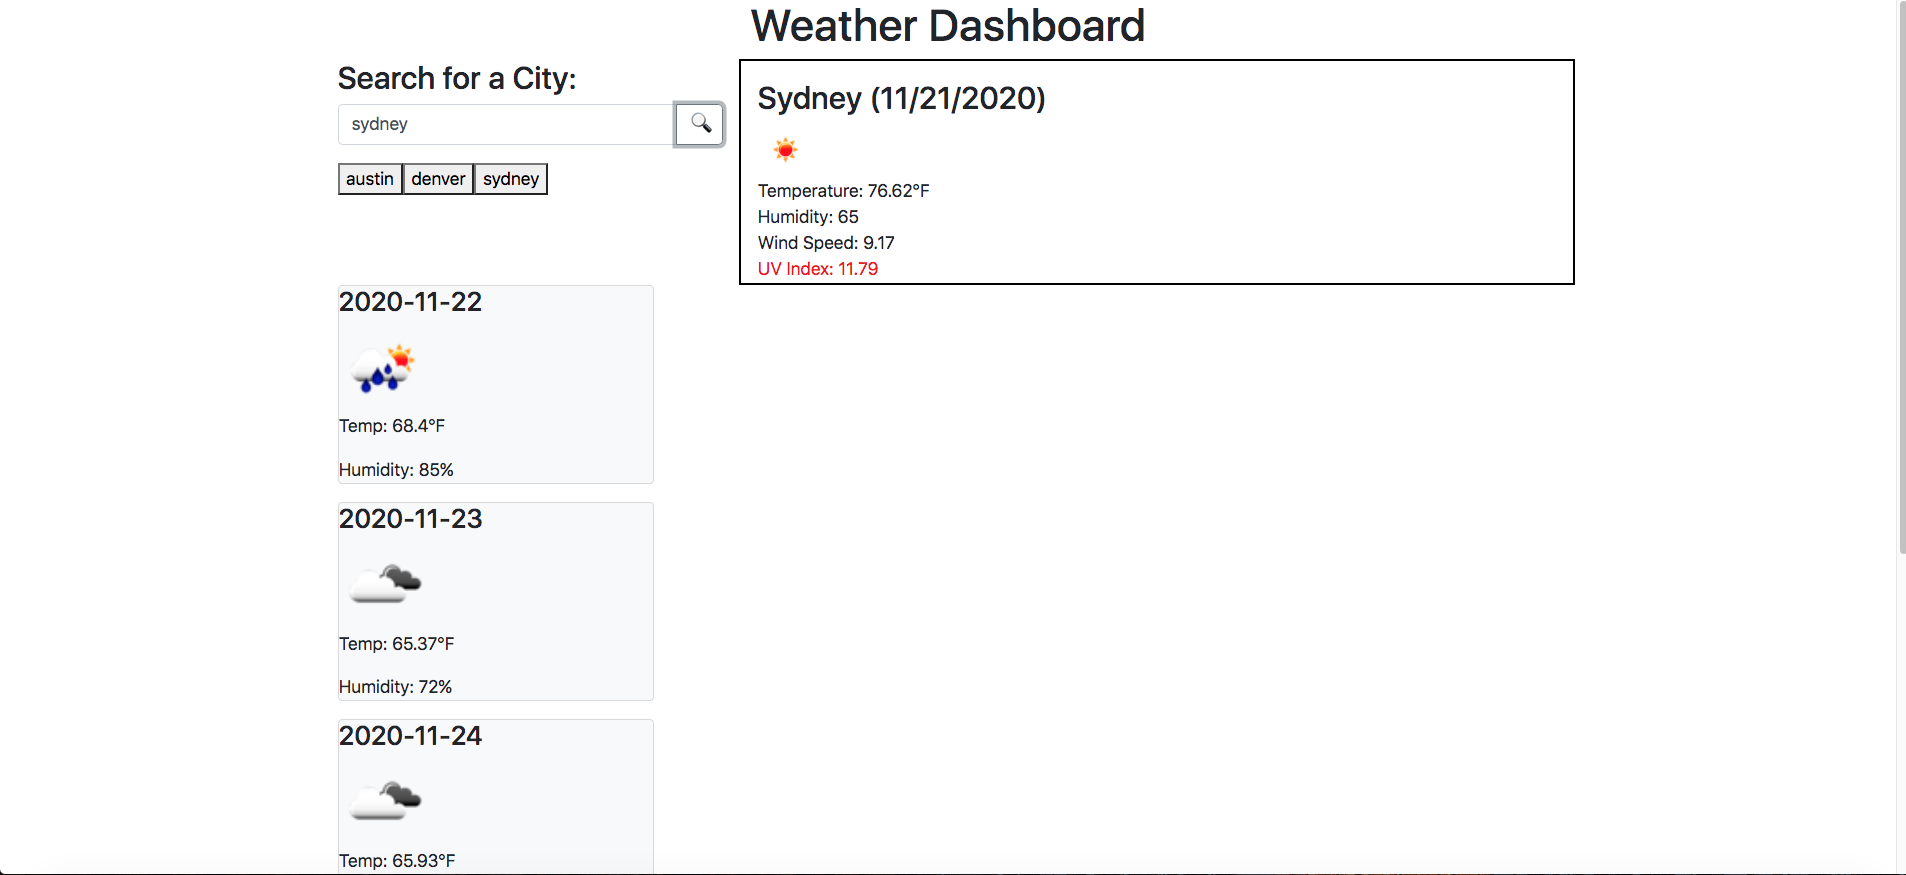 Weather Dashboard
Search for a City:
sydney
austin denver sydney
Sydney (11/21/2020)
Temperature: 76.62°F
Humidity: 65
Wind Speed: 9.17
UV Index: 11.79
2020-11-22
Temp: 68.4°F
Humidity: 85%
2020-11-23
Temp: 65.37°F
Humidity: 72%
2020-11-24
Temp: 65.93°F